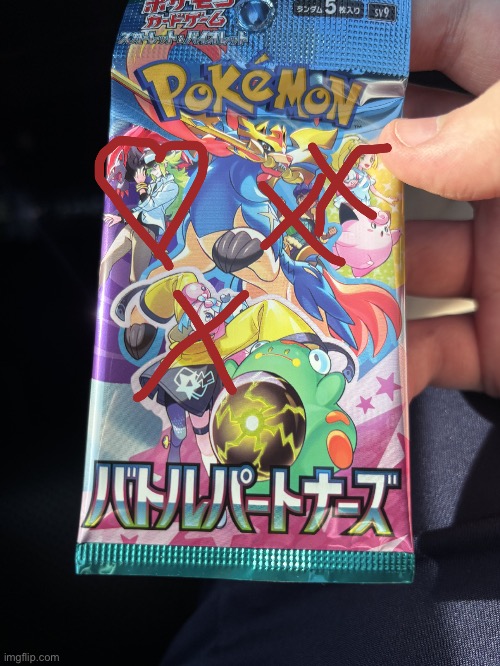 ポケモン
カードゲーム
スカーレット&バイオレット
ランダム5枚入り
SV9
POKÉMON
バトルパートナーズ
imgflip.com